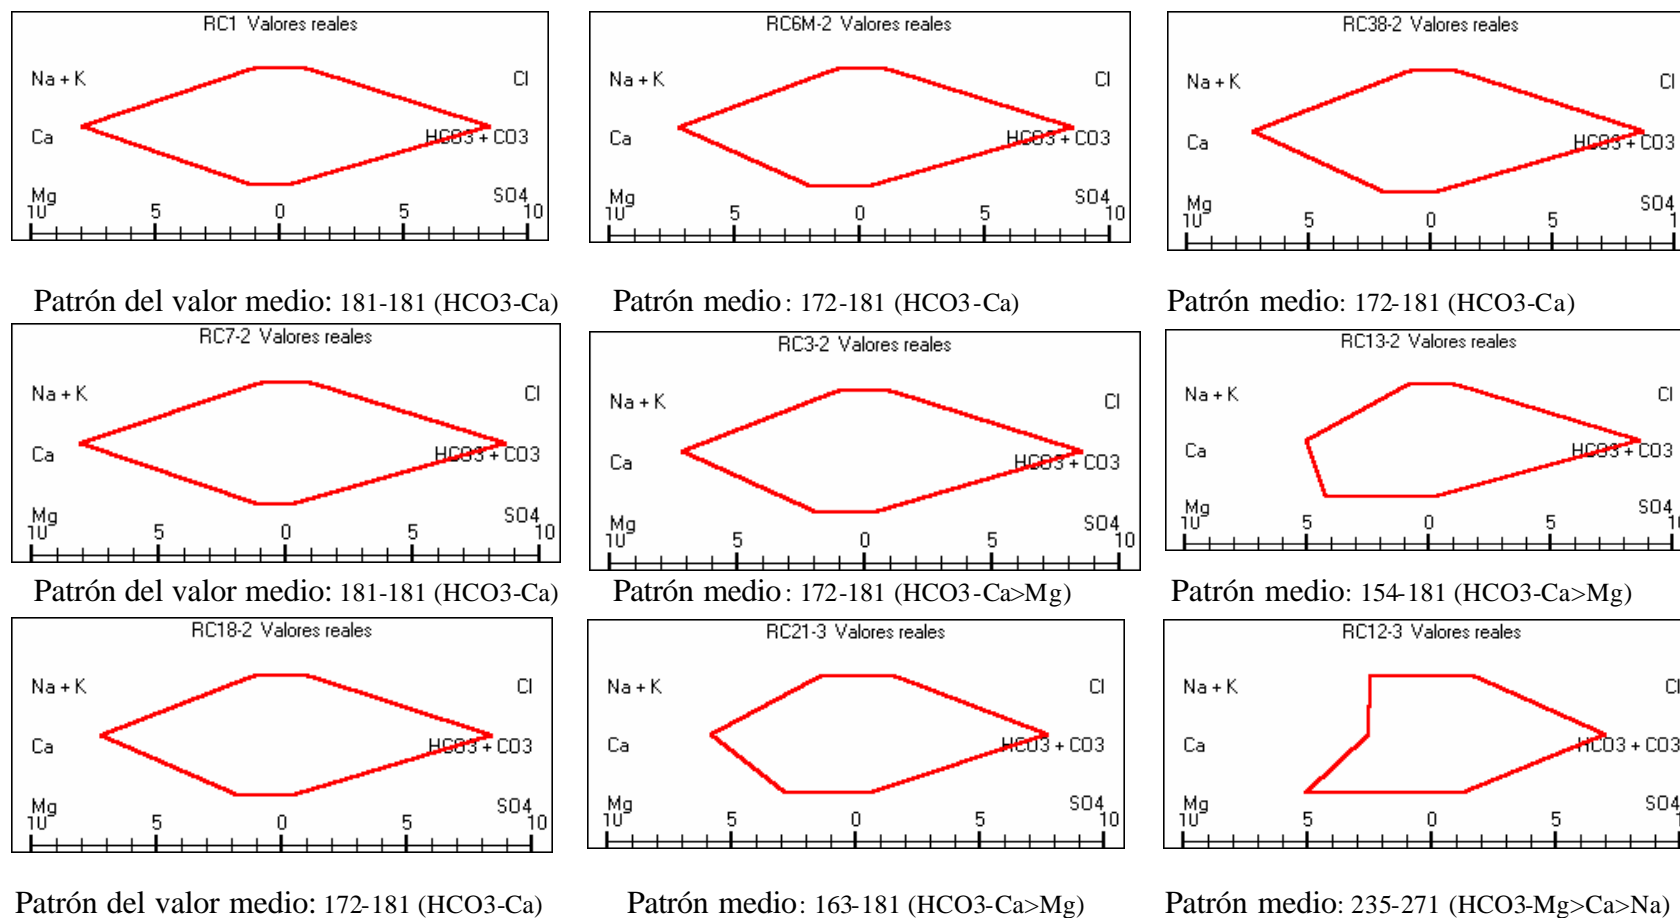 RC1 Valores reales
Na + K Cl
Ca HCO3 + CO3
Mg SO4
10 5 0 5 10
Patrón del valor medio: 181-181 (HCO3-Ca)
RC6M-2 Valores reales
Na + K Cl
Ca HCO3 + CO3
Mg SO4
10 5 0 5 10
Patrón medio: 172-181 (HCO3-Ca)
RC38-2 Valores reales
Na + K Cl
Ca HCO3 + CO3
Mg SO4
10 5 0 5 1
Patrón medio: 172-181 (HCO3-Ca)
RC7-2 Valores reales
Na + K Cl
Ca HCO3 + CO3
Mg SO4
10 5 0 5 10
Patrón del valor medio: 181-181 (HCO3-Ca)
RC3-2 Valores reales
Na + K Cl
Ca HCO3 + CO3
Mg SO4
10 5 0 5 10
Patrón medio: 172-181 (HCO3-Ca>Mg)
RC13-2 Valores reales
Na + K Cl
Ca HCO3 + CO3
Mg SO4
10 5 0 5 10
Patrón medio: 154-181 (HCO3-Ca>Mg)
RC18-2 Valores reales
Na + K Cl
Ca HCO3 + CO3
Mg SO4
10 5 0 5 10
Patrón del valor medio: 172-181 (HCO3-Ca)
RC21-3 Valores reales
Na + K Cl
Ca HCO3 + CO3
Mg SO4
10 5 0 5 10
Patrón medio: 163-181 (HCO3-Ca>Mg)
RC12-3 Valores reales
Na + K Cl
Ca HCO3 + CO3
Mg SO4
10 5 0 5 1
Patrón medio: 235-271 (HCO3-Mg>Ca>Na)